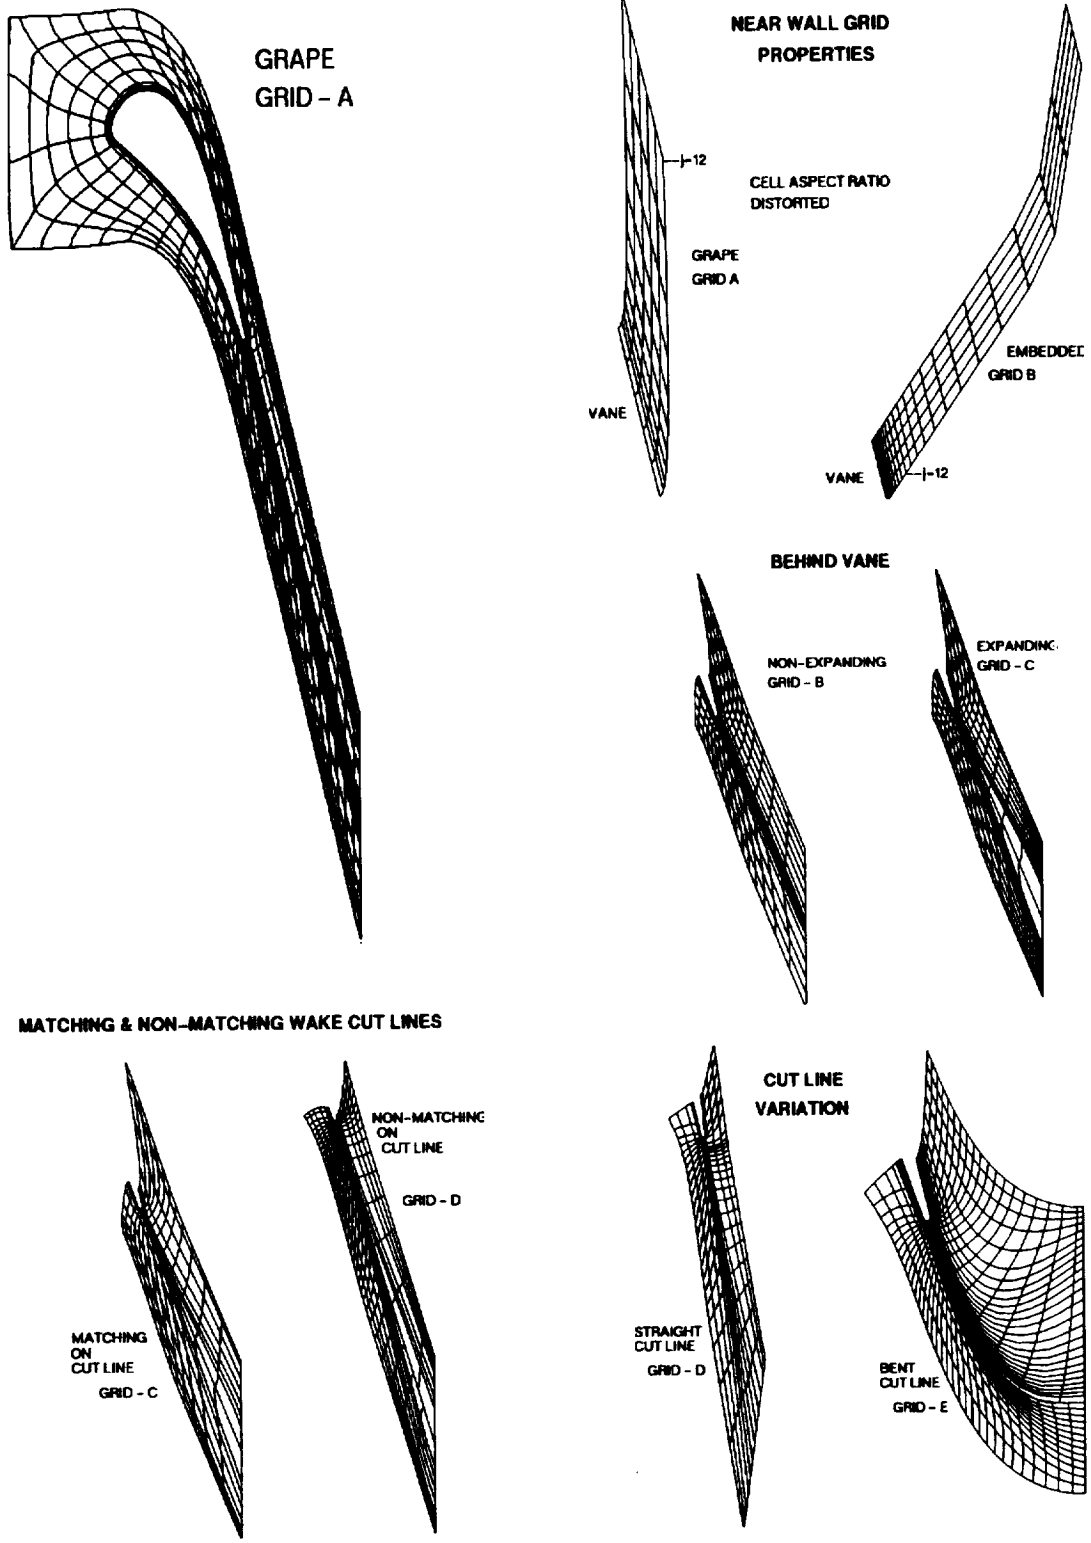 GRAPE
GRID – A
NEAR WALL GRID
PROPERTIES
J–12
CELL ASPECT RATIO
DISTORTED
GRAPE
GRID A
VANE
EMBEDDED
GRID B
VANE
J–12
BEHIND VANE
NON–EXPANDING
GRID – B
EXPANDING
GRID – C
MATCHING & NON–MATCHING WAKE CUT LINES
NON–MATCHING
ON
CUT LINE
GRID – D
MATCHING
ON
CUT LINE
GRID – C
CUT LINE
VARIATION
STRAIGHT
CUT LINE
GRID – D
BENT
CUT LINE
GRID – E